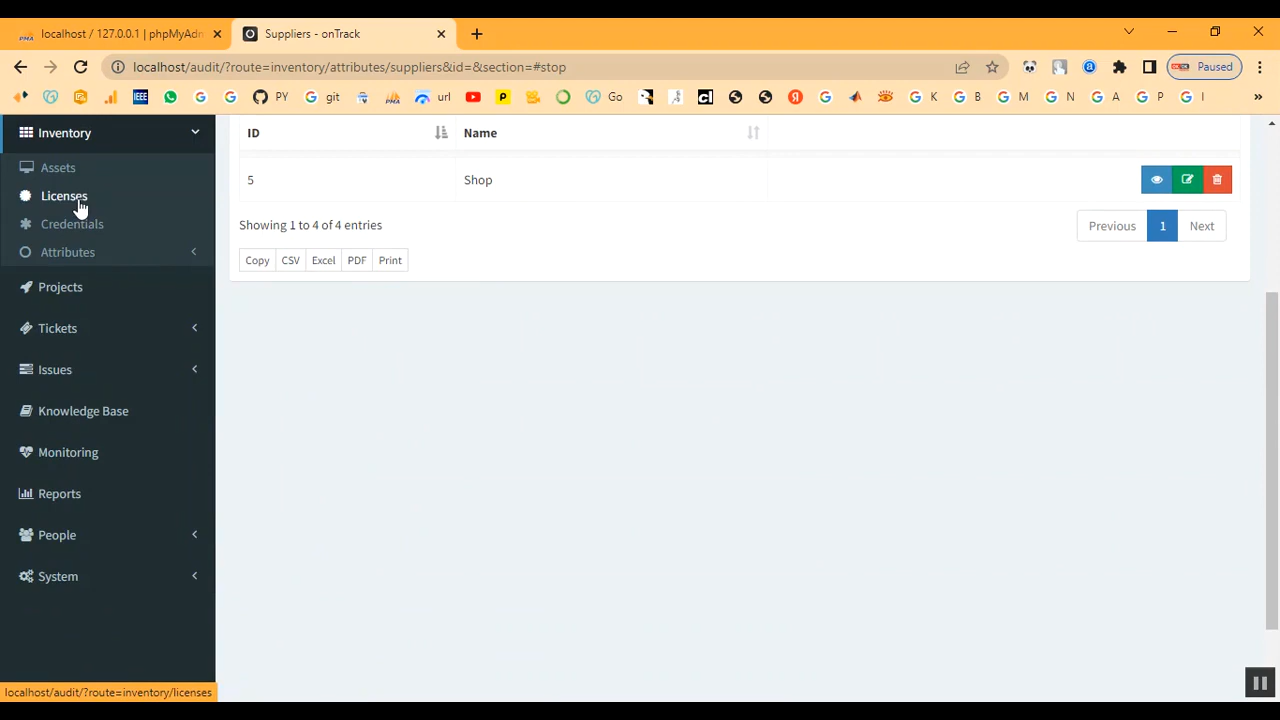 localhost / 127.0.0.1 | phpMyAdm
Suppliers - onTrack
localhost/audit/?route=inventory/attributes/suppliers&id=&section=#stop
Paused
IEEE
PY
git
url
Go
K
B
M
N
A
P
I
Inventory
Assets
Licenses
Credentials
Attributes
Projects
Tickets
Issues
Knowledge Base
Monitoring
Reports
People
System
ID
Name
5
Shop
Showing 1 to 4 of 4 entries
Previous
1
Next
Copy
CSV
Excel
PDF
Print
localhost/audit/?route=inventory/licenses